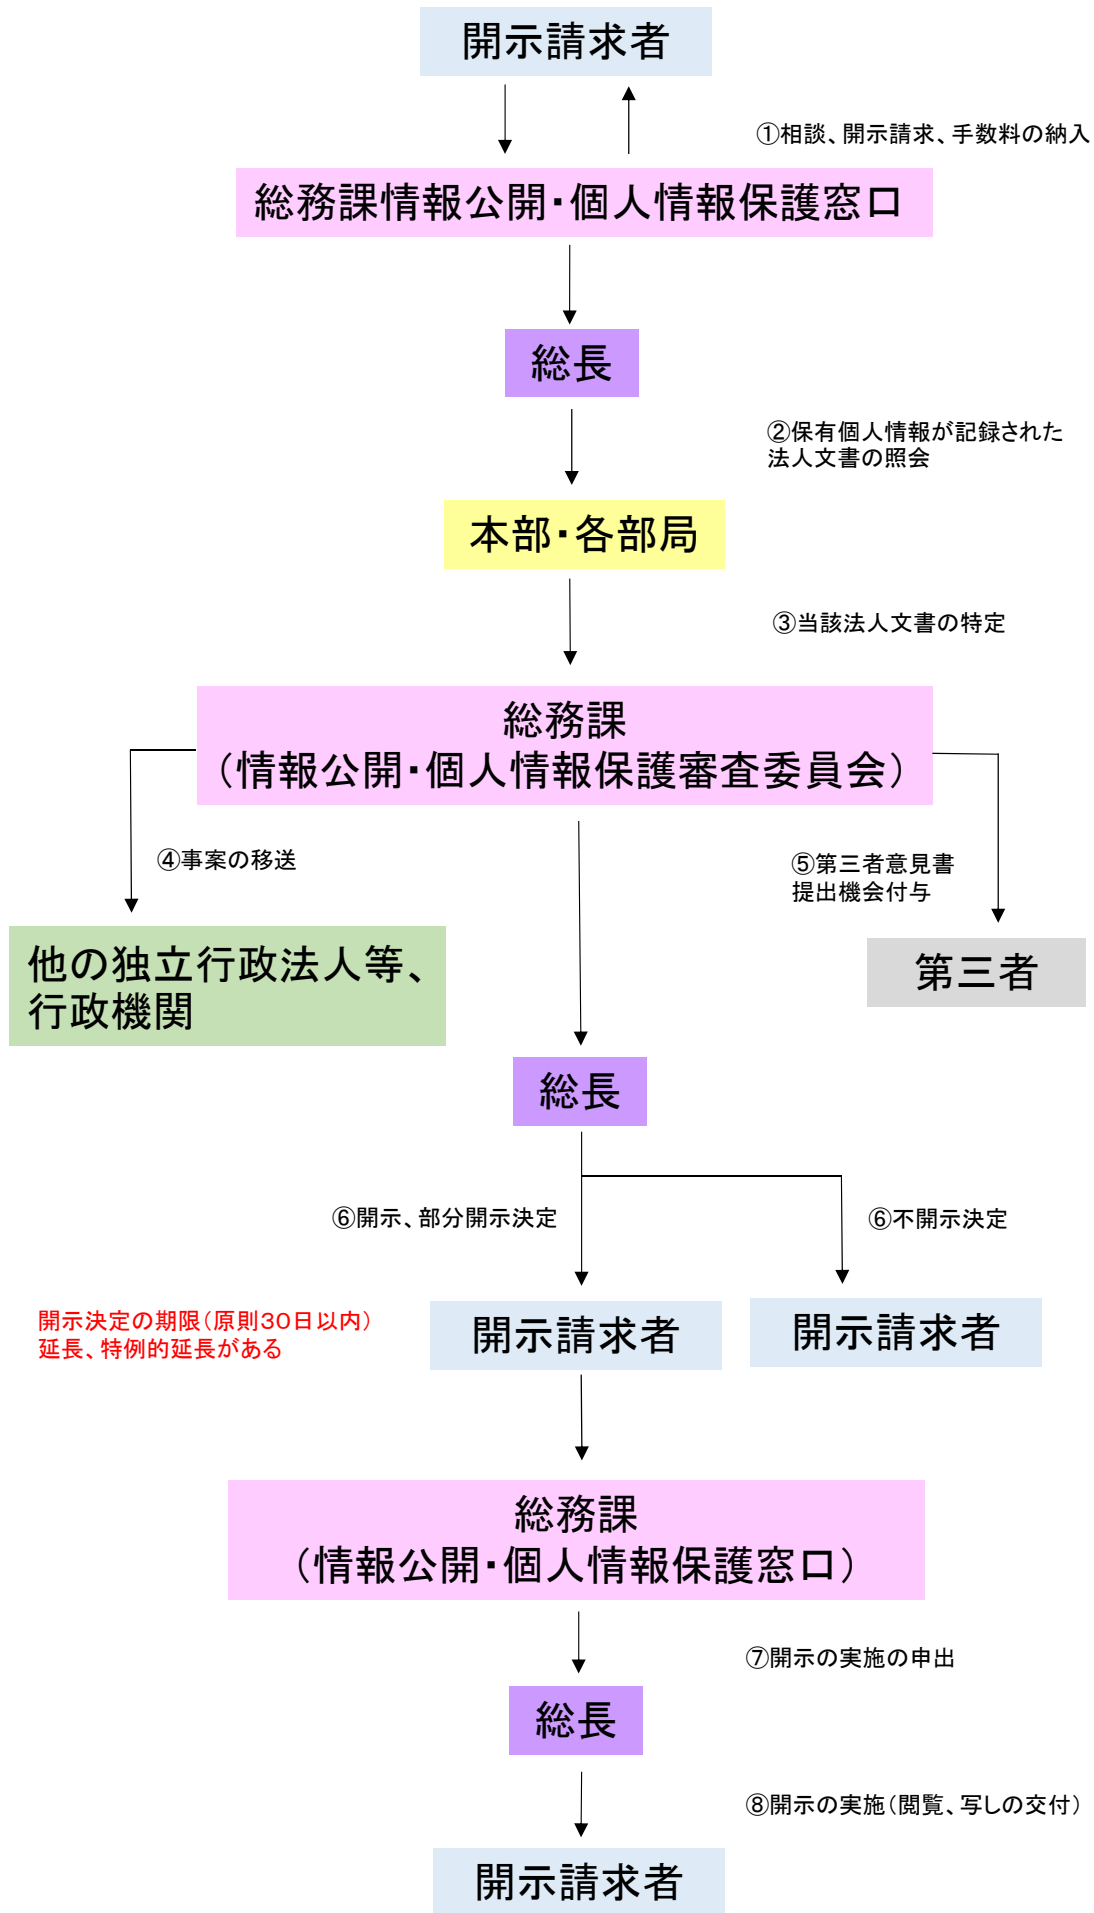 開示請求者
①相談、開示請求、手数料の納入
総務課情報公開・個人情報保護窓口
総長
②保有個人情報が記録された
法人文書の照会
本部・各部局
③当該法人文書の特定
総務課
（情報公開・個人情報保護審査委員会）
④事案の移送
⑤第三者意見書
提出機会付与
他の独立行政法人等、
行政機関
第三者
総長
⑥開示、部分開示決定
⑥不開示決定
開示決定の期限（原則30日以内）
延長、特例的延長がある
開示請求者
開示請求者
総務課
（情報公開・個人情報保護窓口）
⑦開示の実施の申出
総長
⑧開示の実施（閲覧、写しの交付）
開示請求者